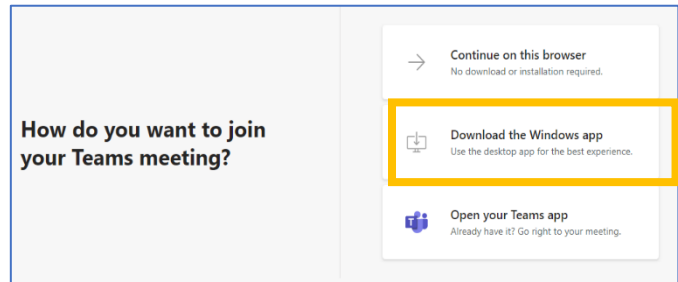 Continue on this browser
No download or installation required.
How do you want to join
your Teams meeting?
Download the Windows app
Use the desktop app for the best experience.
Open your Teams app
Already have it? Go right to your meeting.